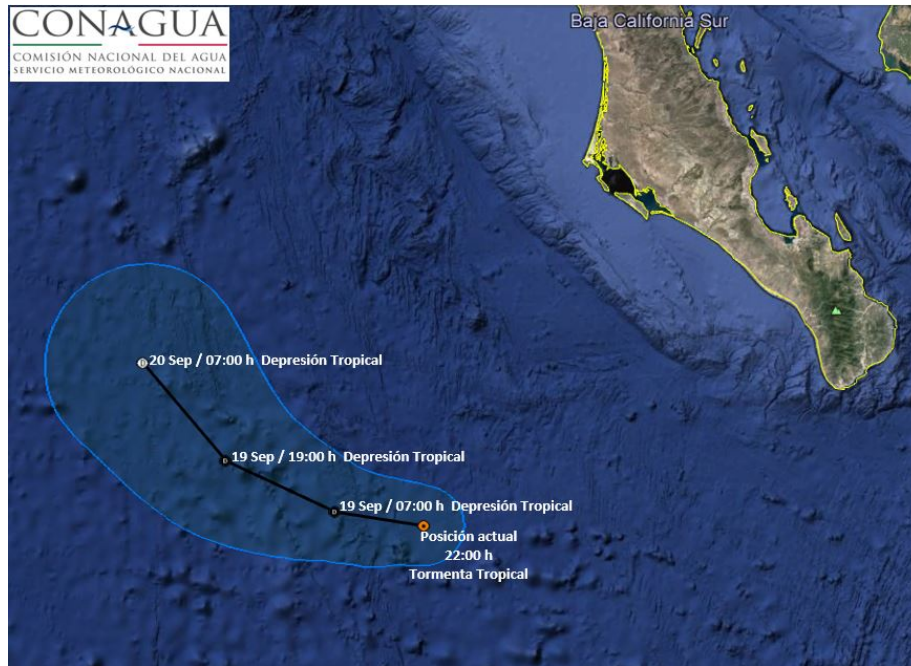 CONAGUA
COMISIÓN NACIONAL DEL AGUA
SERVICIO METEOROLÓGICO NACIONAL
Baja California Sur
20 Sep / 07:00 h Depresión Tropical
19 Sep / 19:00 h Depresión Tropical
19 Sep / 07:00 h Depresión Tropical
Posición actual
22:00 h
Tormenta Tropical